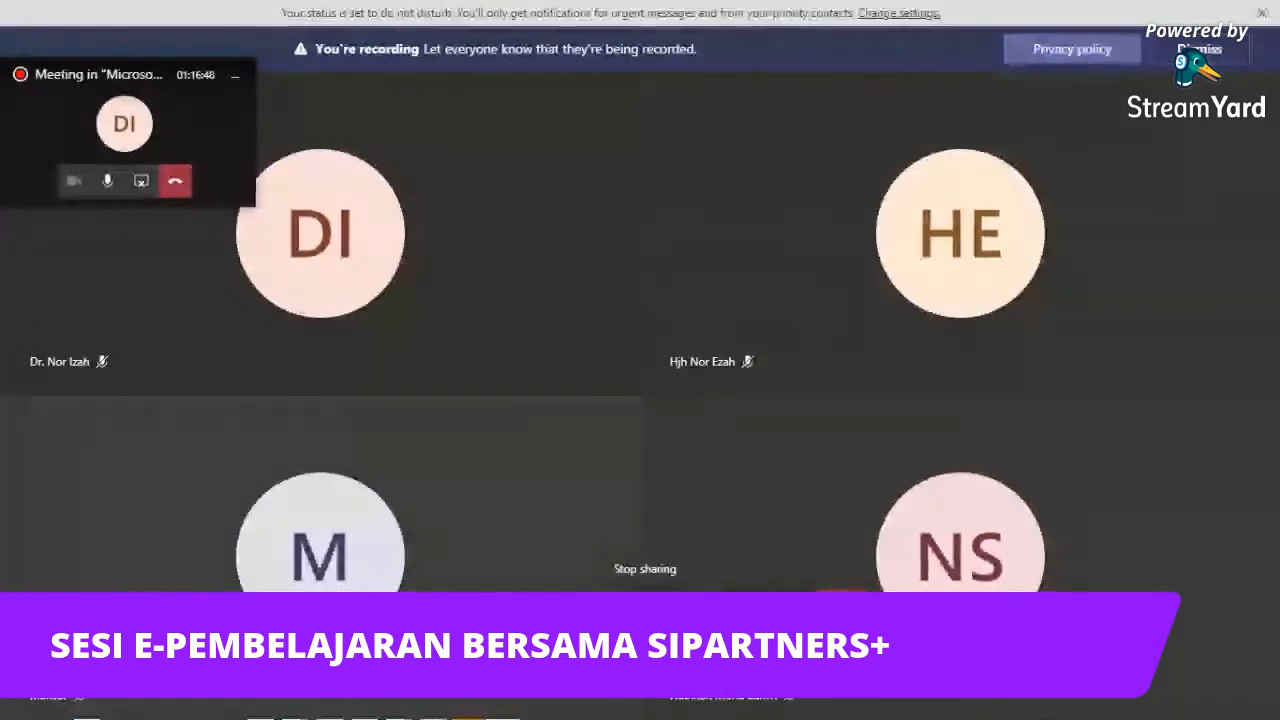 Your status is set to do not disturb. You'll only get notifications for urgent messages and from your priority contacts. Change settings.
You're recording Let everyone know that they're being recorded.
Privacy policy
Dismiss
Powered by
StreamYard
Meeting in "Microso...
01:16:48
DI
DI
HE
Dr. Nor Izah
Hjh Nor Ezah
M
NS
Stop sharing
SESI E-PEMBELAJARAN BERSAMA SIPARTNERS+